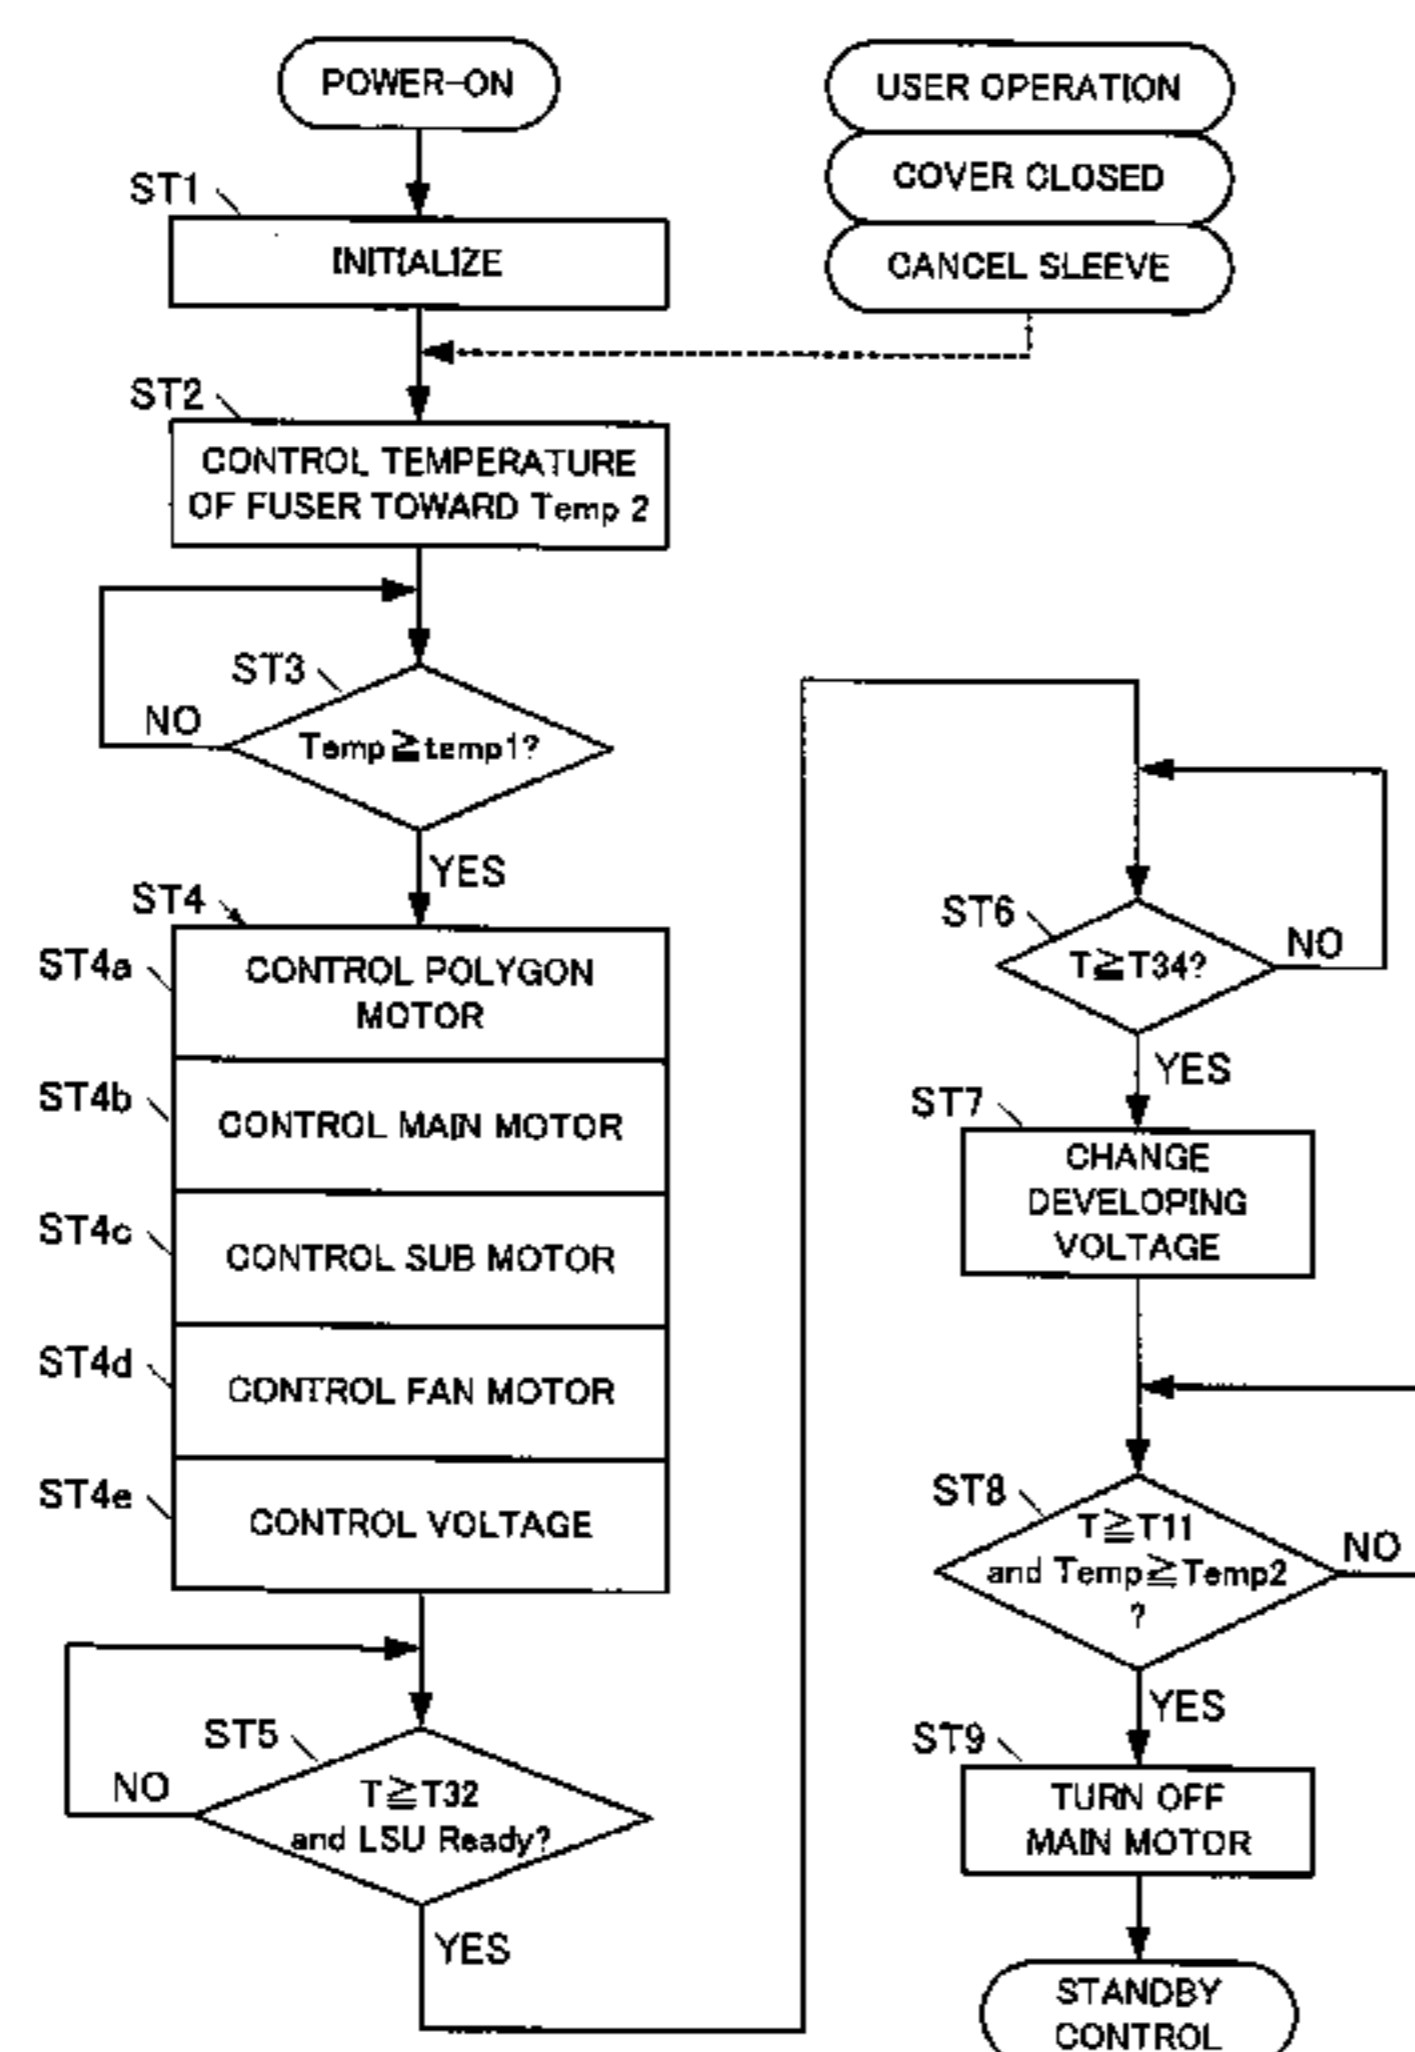 POWER-ON
USER OPERATION
COVER CLOSED
CANCEL SLEEVE
ST1
INITIALIZE
ST2
CONTROL TEMPERATURE
OF FUSER TOWARD Temp 2
ST3
NO
Temp≧temp1?
YES
ST4
ST4a
CONTROL POLYGON
MOTOR
ST4b
CONTROL MAIN MOTOR
ST4c
CONTROL SUB MOTOR
ST4d
CONTROL FAN MOTOR
ST4e
CONTROL VOLTAGE
ST5
NO
T≧T32
and LSU Ready?
YES
ST6
T≧T34?
NO
YES
ST7
CHANGE
DEVELOPING
VOLTAGE
ST8
T≧T11
and Temp≧Temp2
?
NO
YES
ST9
TURN OFF
MAIN MOTOR
STANDBY
CONTROL